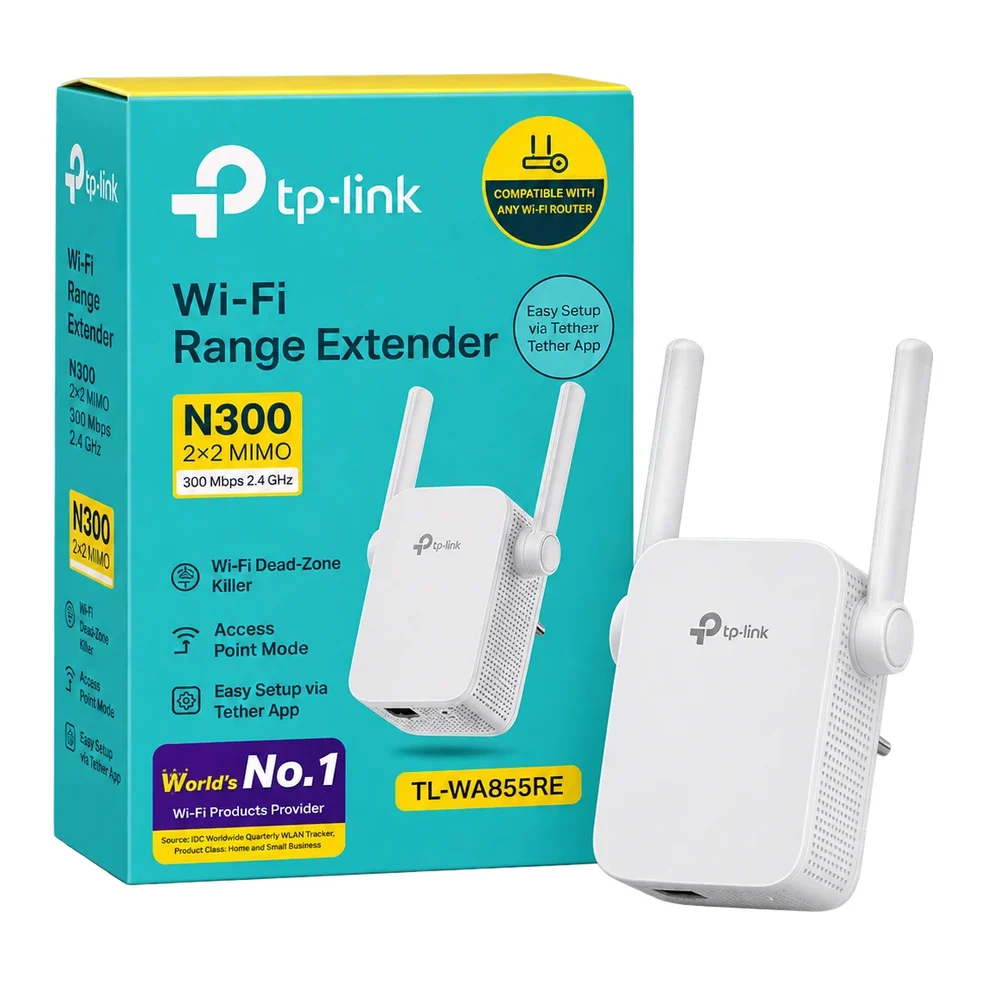 tp-link
Wi-Fi
Range
Extender
N300
2×2 MIMO
300 Mbps
2.4 GHz
N300
2×2 MIMO
Wi-Fi
Dead-Zone
Killer
Access
Point Mode
Easy Setup
via Tether App
tp-link
COMPATIBLE WITH
ANY Wi-Fi ROUTER
Wi-Fi
Range Extender
Easy Setup
via Tether
Tether App
N300
2×2 MIMO
300 Mbps 2.4 GHz
tp-link
Wi-Fi Dead-Zone
Killer
Access
Point Mode
Easy Setup via
Tether App
World's No.1
Wi-Fi Products Provider
Source: IDC Worldwide Quarterly WLAN Tracker,
Product Class: Home and Small Business
TL-WA855RE
tp-link